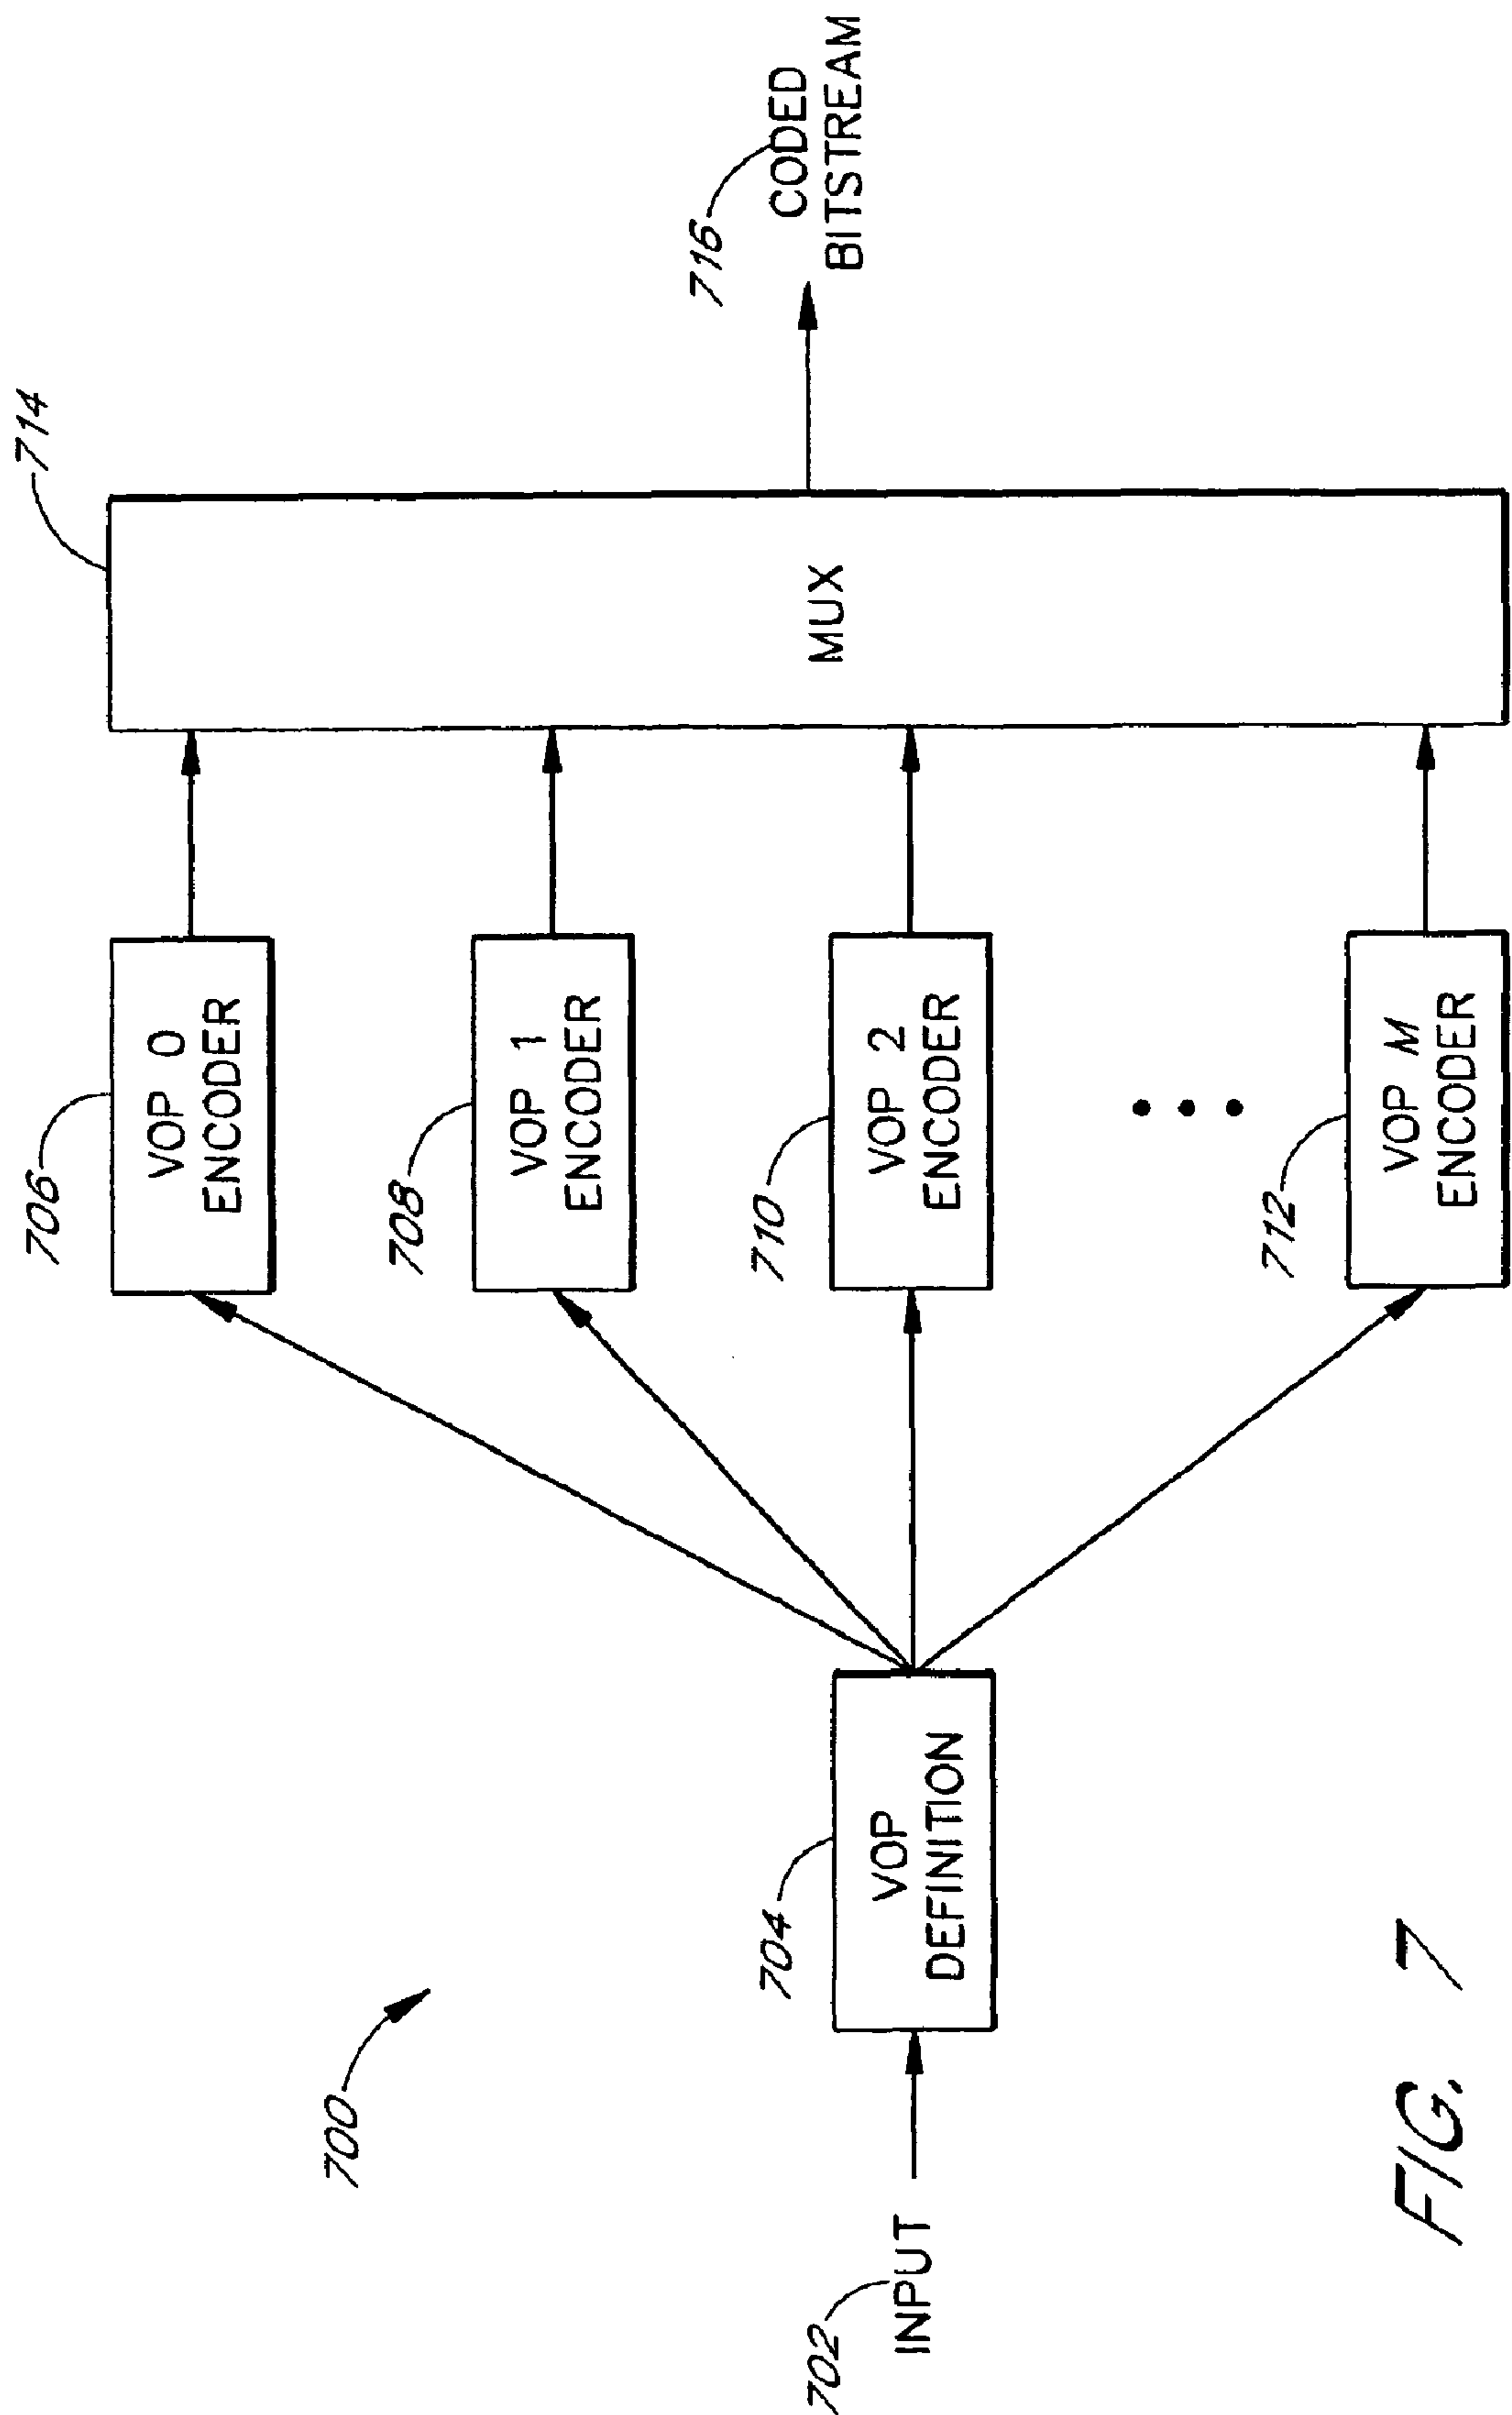 700
702
INPUT
704
VOP
DEFINITION
706
VOP 0
ENCODER
708
VOP 1
ENCODER
710
VOP 2
ENCODER
712
VOP M
ENCODER
714
MUX
716
CODED
BITSTREAM
FIG. 7